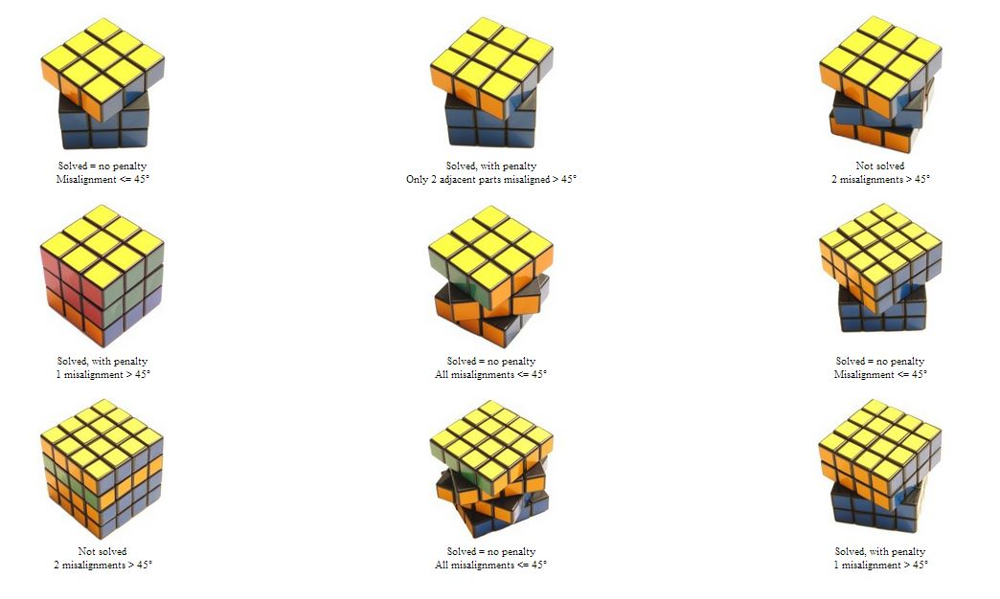 Solved = no penalty
Misalignment <= 45°
Solved, with penalty
Only 2 adjacent parts misaligned > 45°
Not solved
2 misalignments > 45°
Solved, with penalty
1 misalignment > 45°
Solved = no penalty
All misalignments <= 45°
Solved = no penalty
Misalignment <= 45°
Not solved
2 misalignments > 45°
Solved = no penalty
All misalignments <= 45°
Solved, with penalty
1 misalignment > 45°